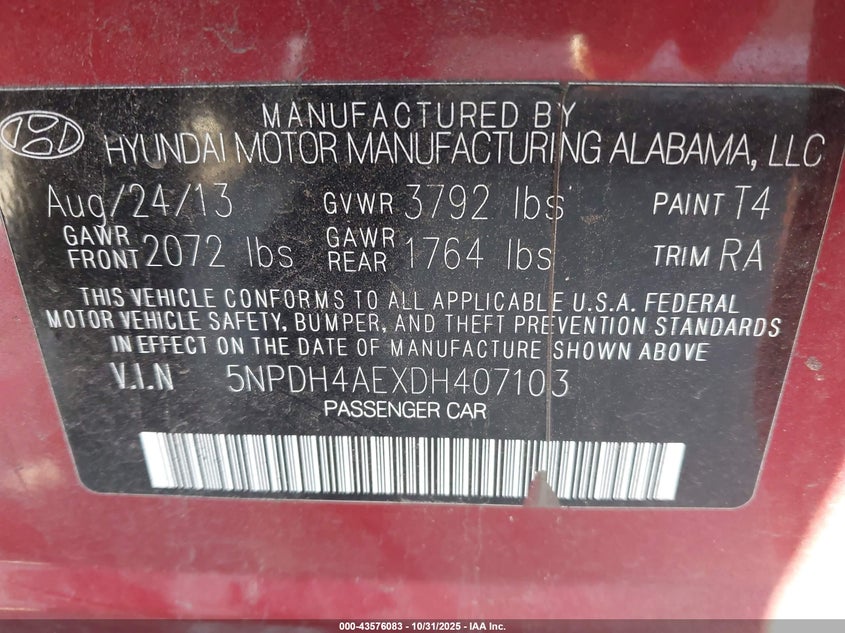 MANUFACTURED BY
HYUNDAI MOTOR MANUFACTURING ALABAMA, LLC
Aug/24/13 GVWR 3792 lbs PAINT T4
GAWR FRONT 2072 lbs GAWR REAR 1764 lbs TRIM RA
THIS VEHICLE CONFORMS TO ALL APPLICABLE U.S.A. FEDERAL
MOTOR VEHICLE SAFETY, BUMPER, AND THEFT PREVENTION STANDARDS
IN EFFECT ON THE DATE OF MANUFACTURE SHOWN ABOVE
V.I.N 5NPDH4AEXDH407103
PASSENGER CAR
000-43576083 - 10/31/2025 - IAA Inc.